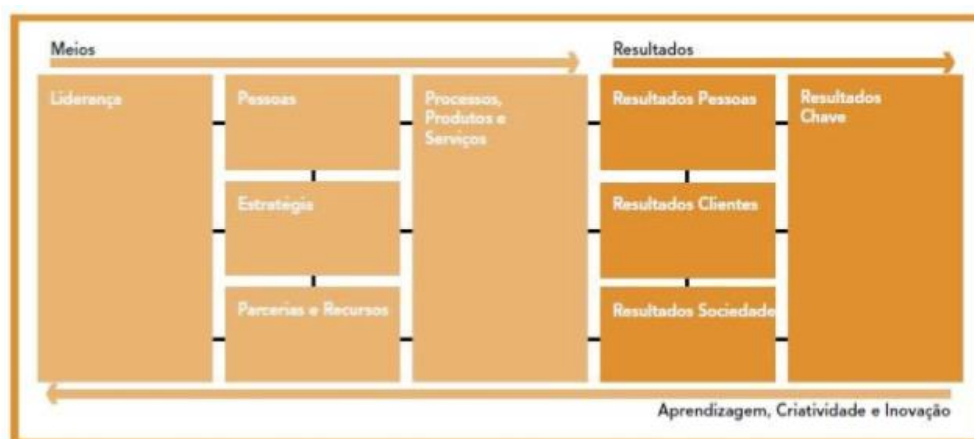 Meios
Resultados
Liderança
Pessoas
Processos,
Produtos e
Serviços
Resultados Pessoas
Resultados
Chave
Estratégia
Resultados Clientes
Parcerias e Recursos
Resultados Sociedade
Aprendizagem, Criatividade e Inovação